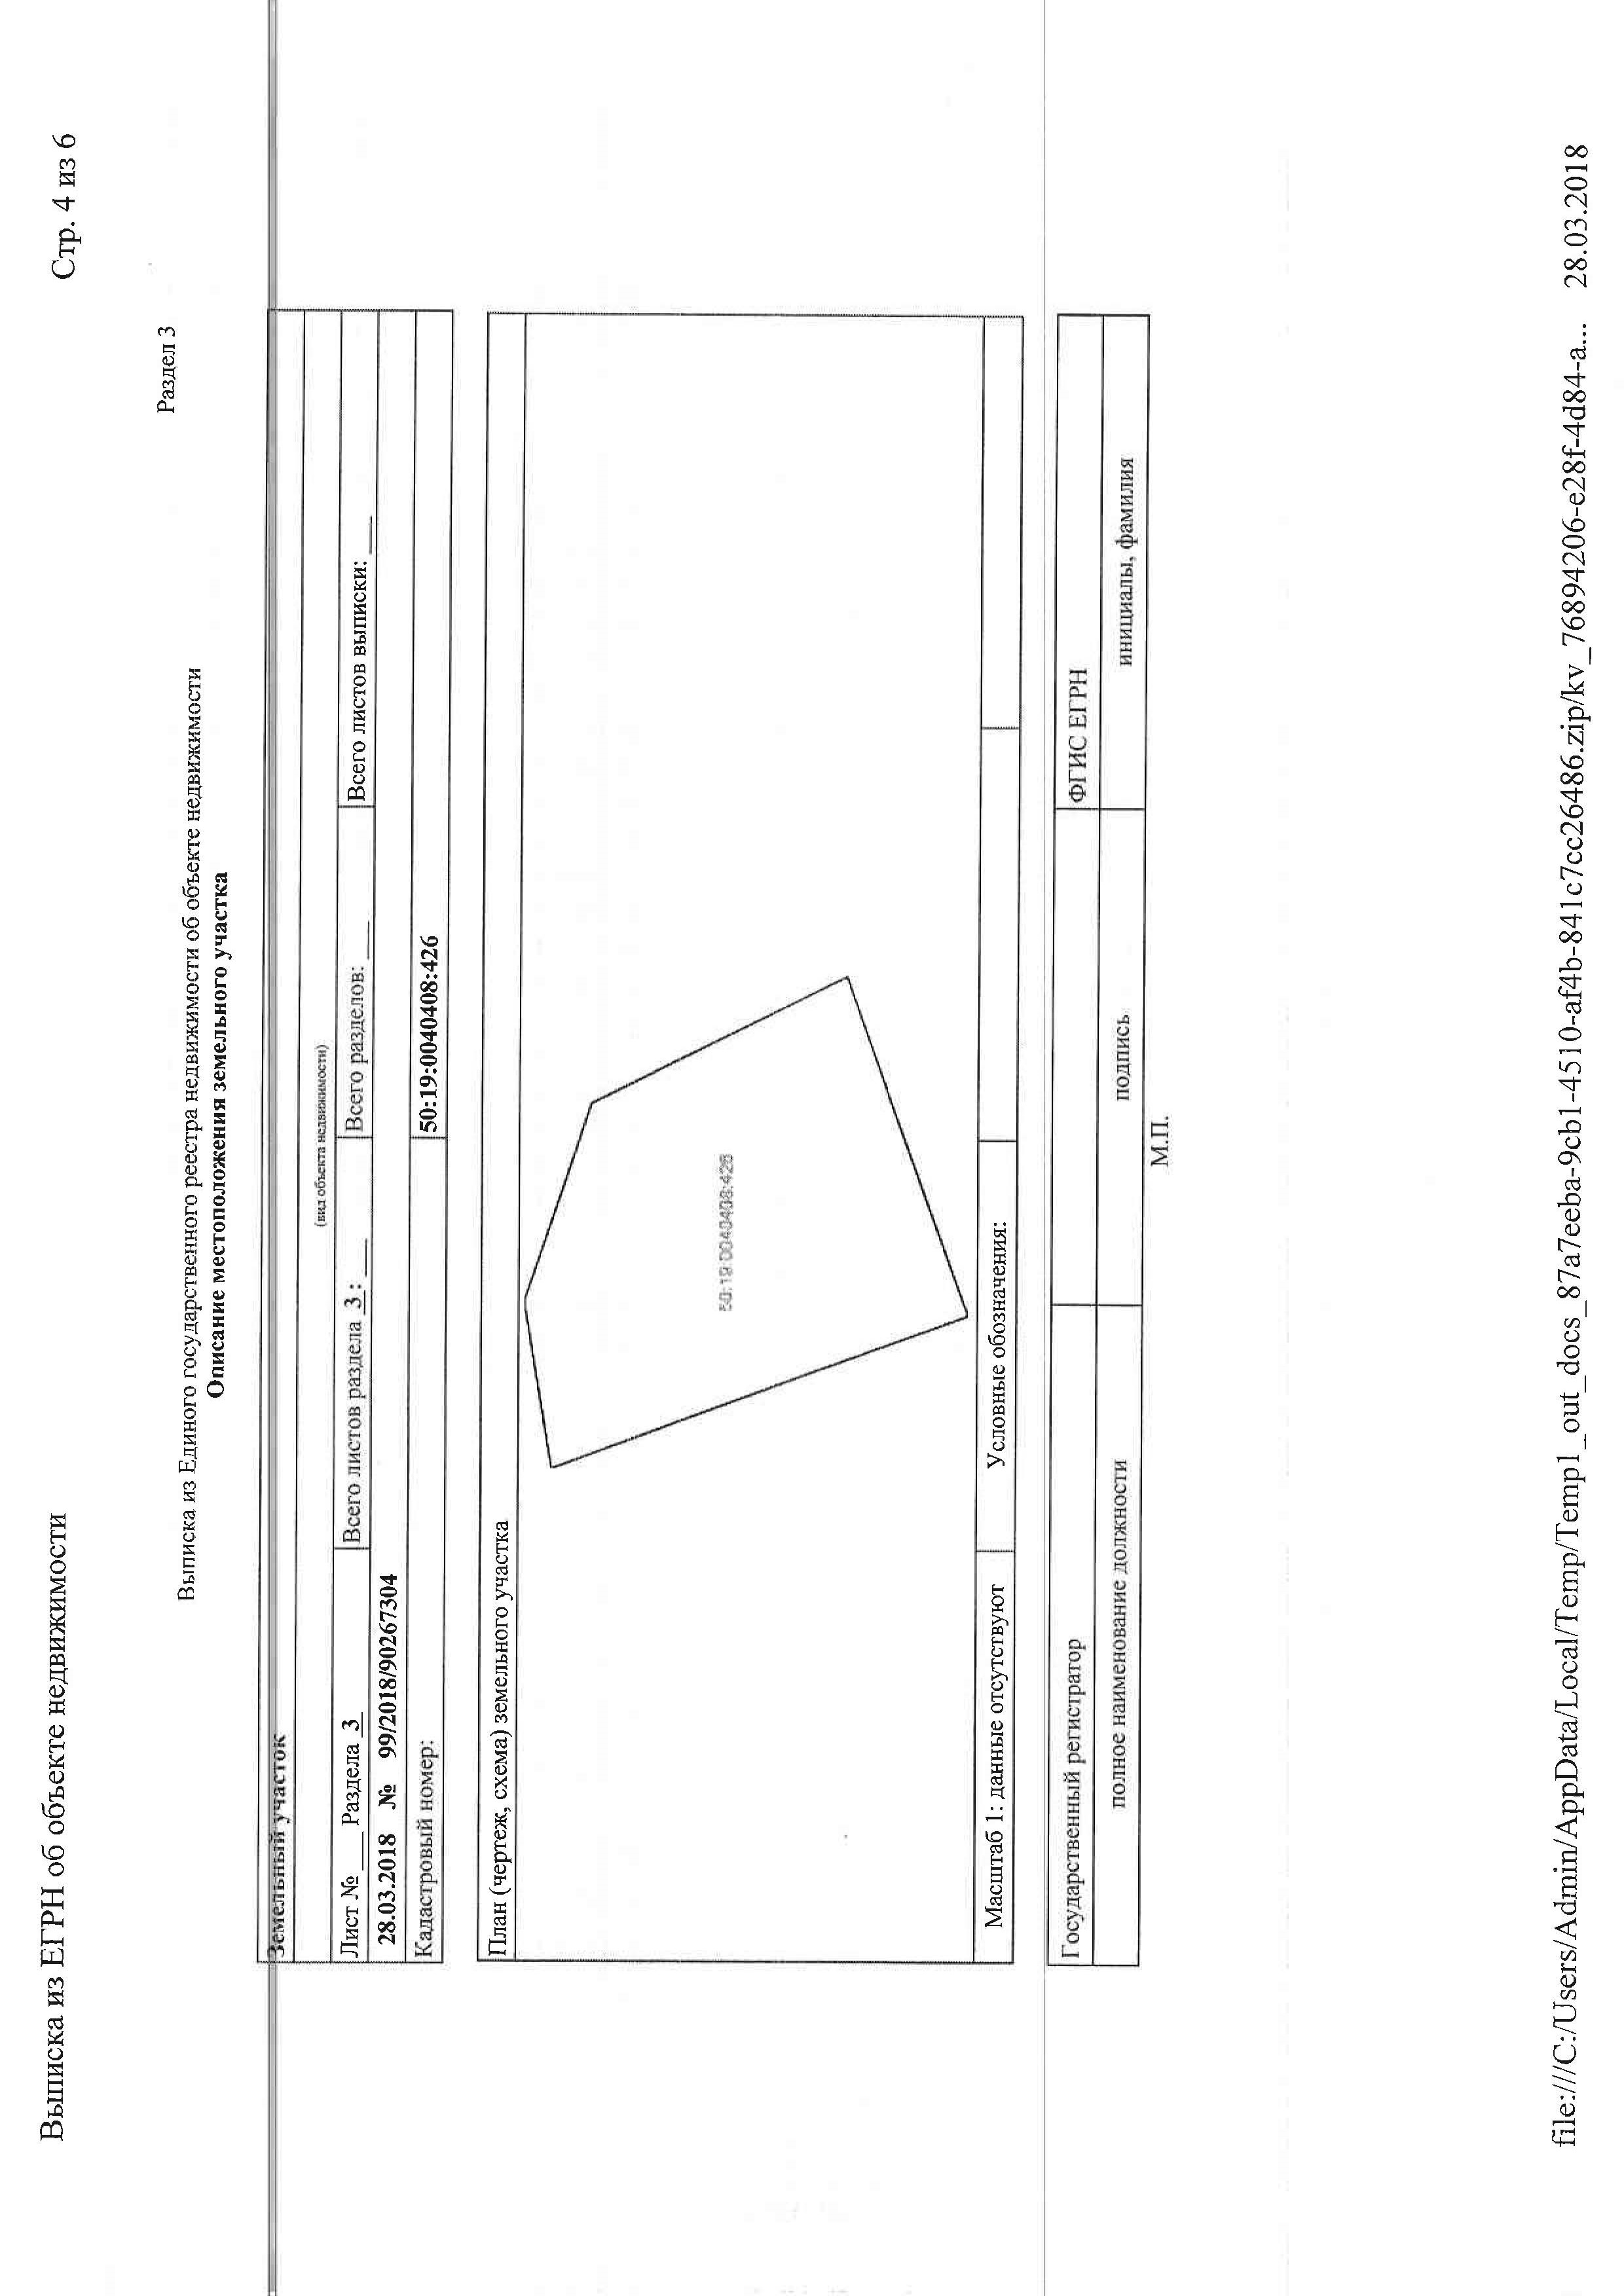 Выписка из ЕГРН об объекте недвижимости Стр. 4 из 6
Раздел 3
Выписка из Единого государственного реестра недвижимости об объекте недвижимости
Описание местоположения земельного участка
Земельный участок
(вид объекта недвижимости)
Лист № ___ Раздела 3 Всего листов раздела 3 : ___ Всего разделов: ___ Всего листов выписки: ___
28.03.2018 № 99/2018/90267304
Кадастровый номер: 50:19:0040408:426
План (чертеж, схема) земельного участка
50:19:0040408:426
Масштаб 1: данные отсутствуют Условные обозначения:
Государственный регистратор ФГИС ЕГРН
полное наименование должности подпись инициалы, фамилия
М.П.
file:///C:/Users/Admin/AppData/Local/Temp/Temp1_out_docs_87a7eeba-9cb1-4510-af4b-841c7cc26486.zip/kv_76894206-e28f-4d84-a... 28.03.2018